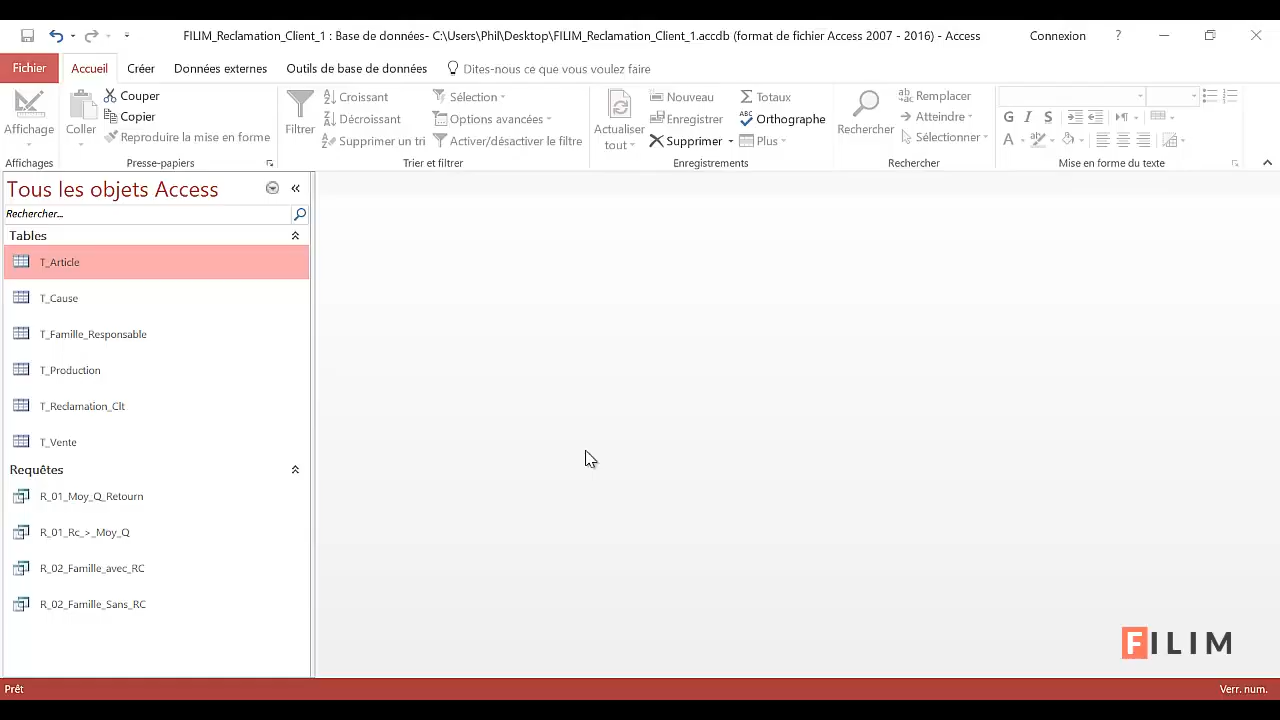 FILIM_Reclamation_Client_1 : Base de données- C:\Users\Phil\Desktop\FILIM_Reclamation_Client_1.accdb (format de fichier Access 2007 - 2016) - Access
Connexion
?
Fichier
Accueil
Créer
Données externes
Outils de base de données
Dites-nous ce que vous voulez faire
Affichage
Affichages
Coller
Couper
Copier
Reproduire la mise en forme
Presse-papiers
Filtrer
Croissant
Décroissant
Supprimer un tri
Sélection
Options avancées
Activer/désactiver le filtre
Trier et filtrer
Actualiser
tout
Nouveau
Enregistrer
Supprimer
Totaux
Orthographe
Plus
Enregistrements
Rechercher
Remplacer
Atteindre
Sélectionner
Rechercher
G I S
A
Mise en forme du texte
Tous les objets Access
Rechercher...
Tables
T_Article
T_Cause
T_Famille_Responsable
T_Production
T_Reclamation_Clt
T_Vente
Requêtes
R_01_Moy_Q_Retourn
R_01_Rc_>_Moy_Q
R_02_Famille_avec_RC
R_02_Famille_Sans_RC
FILIM
Prêt
Verr. num.